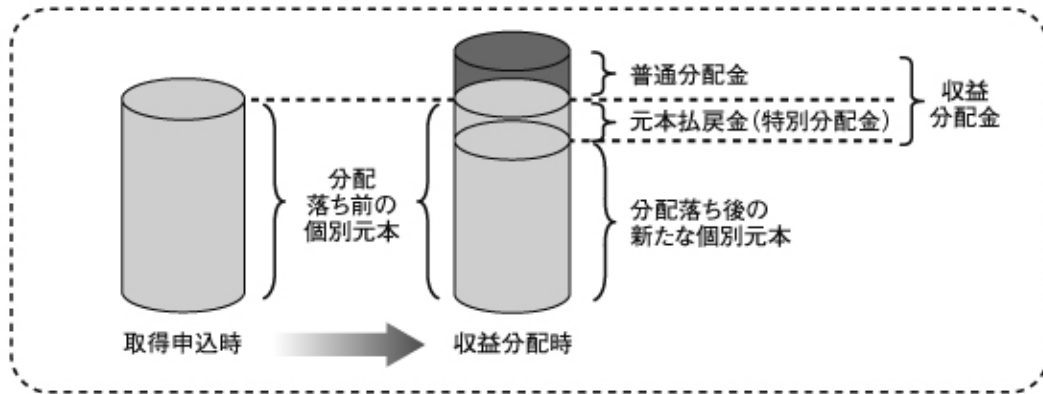 普通分配金
収益
分配金
元本払戻金(特別分配金)
分配
落ち前の
個別元本
分配落ち後の
新たな個別元本
取得申込時
収益分配時